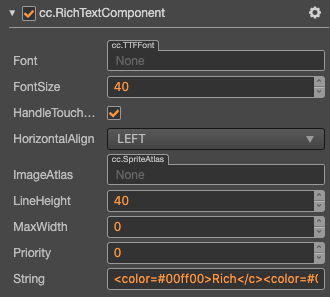 cc.RichTextComponent
cc.TTFFont
Font None
FontSize 40
HandleTouch...
HorizontalAlign LEFT
cc.SpriteAtlas
ImageAtlas None
LineHeight 40
MaxWidth 0
Priority 0
String <color=#00ff00>Rich</c><color=#0